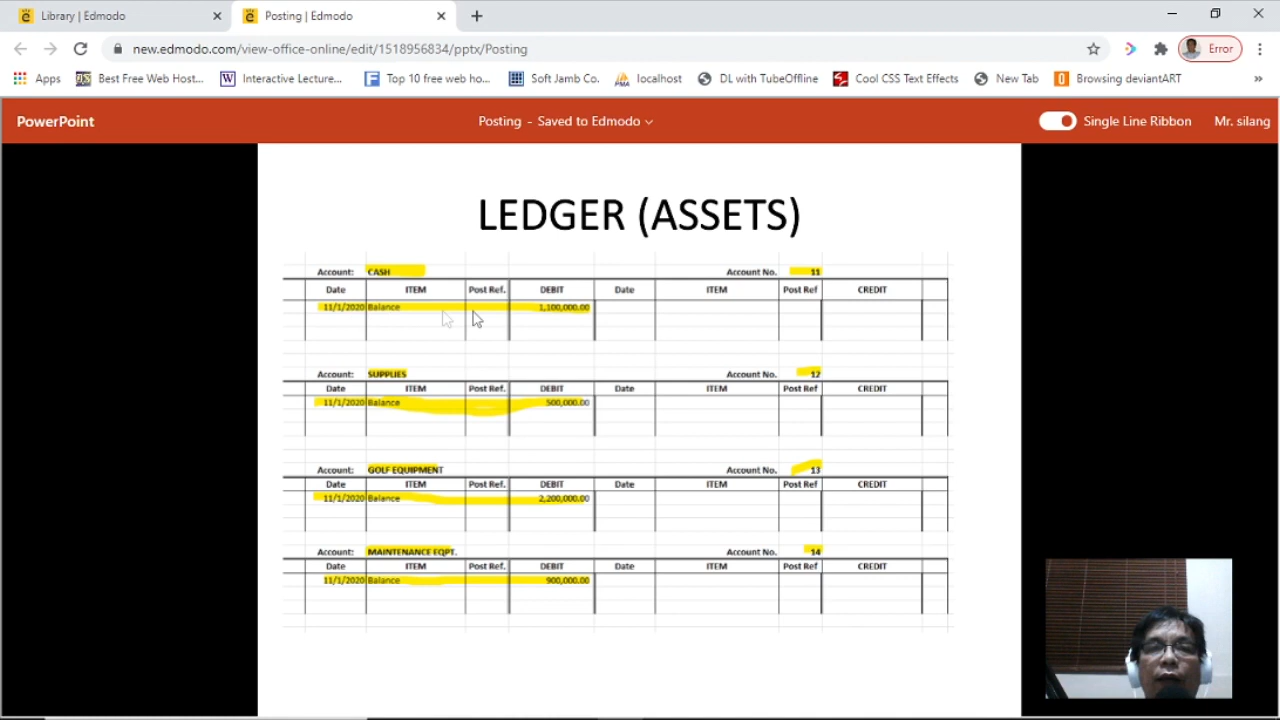 Library | Edmodo
Posting | Edmodo
new.edmodo.com/view-office-online/edit/1518956834/pptx/Posting
Error
Apps
Best Free Web Host...
Interactive Lecture...
Top 10 free web ho...
Soft Jamb Co.
PMA
localhost
DL with TubeOffline
Cool CSS Text Effects
New Tab
Browsing deviantART
»
PowerPoint
Posting - Saved to Edmodo
Single Line Ribbon
Mr. silang
LEDGER (ASSETS)
Account: CASH Account No. 11
Date ITEM Post Ref. DEBIT Date ITEM Post Ref CREDIT
11/1/2020 Balance 1,100,000.00
Account: SUPPLIES Account No. 12
Date ITEM Post Ref. DEBIT Date ITEM Post Ref CREDIT
11/1/2020 Balance 500,000.00
Account: GOLF EQUIPMENT Account No. 13
Date ITEM Post Ref. DEBIT Date ITEM Post Ref CREDIT
11/1/2020 Balance 2,200,000.00
Account: MAINTENANCE EQPT. Account No. 14
Date ITEM Post Ref. DEBIT Date ITEM Post Ref CREDIT
11/1/2020 Balance 900,000.00